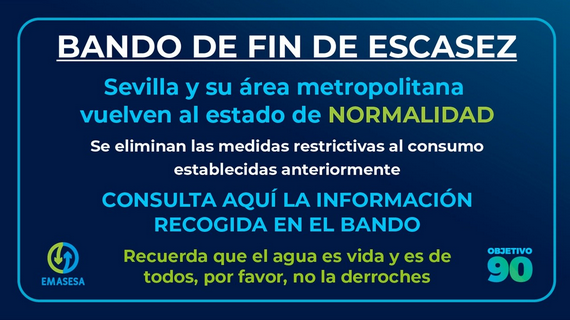 BANDO DE FIN DE ESCASEZ
Sevilla y su área metropolitana
vuelven al estado de NORMALIDAD
Se eliminan las medidas restrictivas al consumo
establecidas anteriormente
CONSULTA AQUÍ LA INFORMACIÓN
RECOGIDA EN EL BANDO
Recuerda que el agua es vida y es de
todos, por favor, no la derroches
EMASESA
OBJETIVO
90